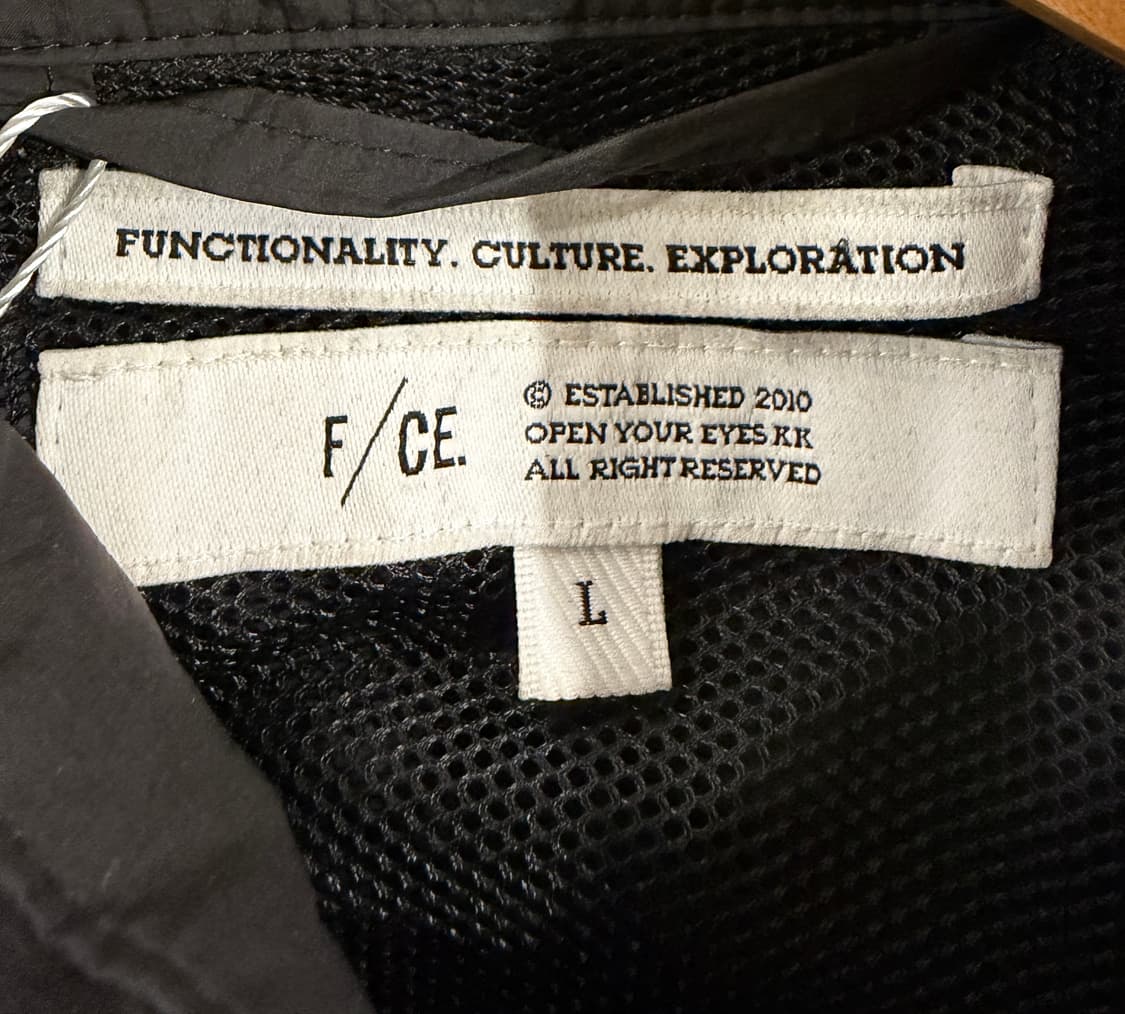 FUNCTIONALITY. CULTURE. EXPLORATION
F/CE.
© ESTABLISHED 2010
OPEN YOUR EYES KK
ALL RIGHT RESERVED
L